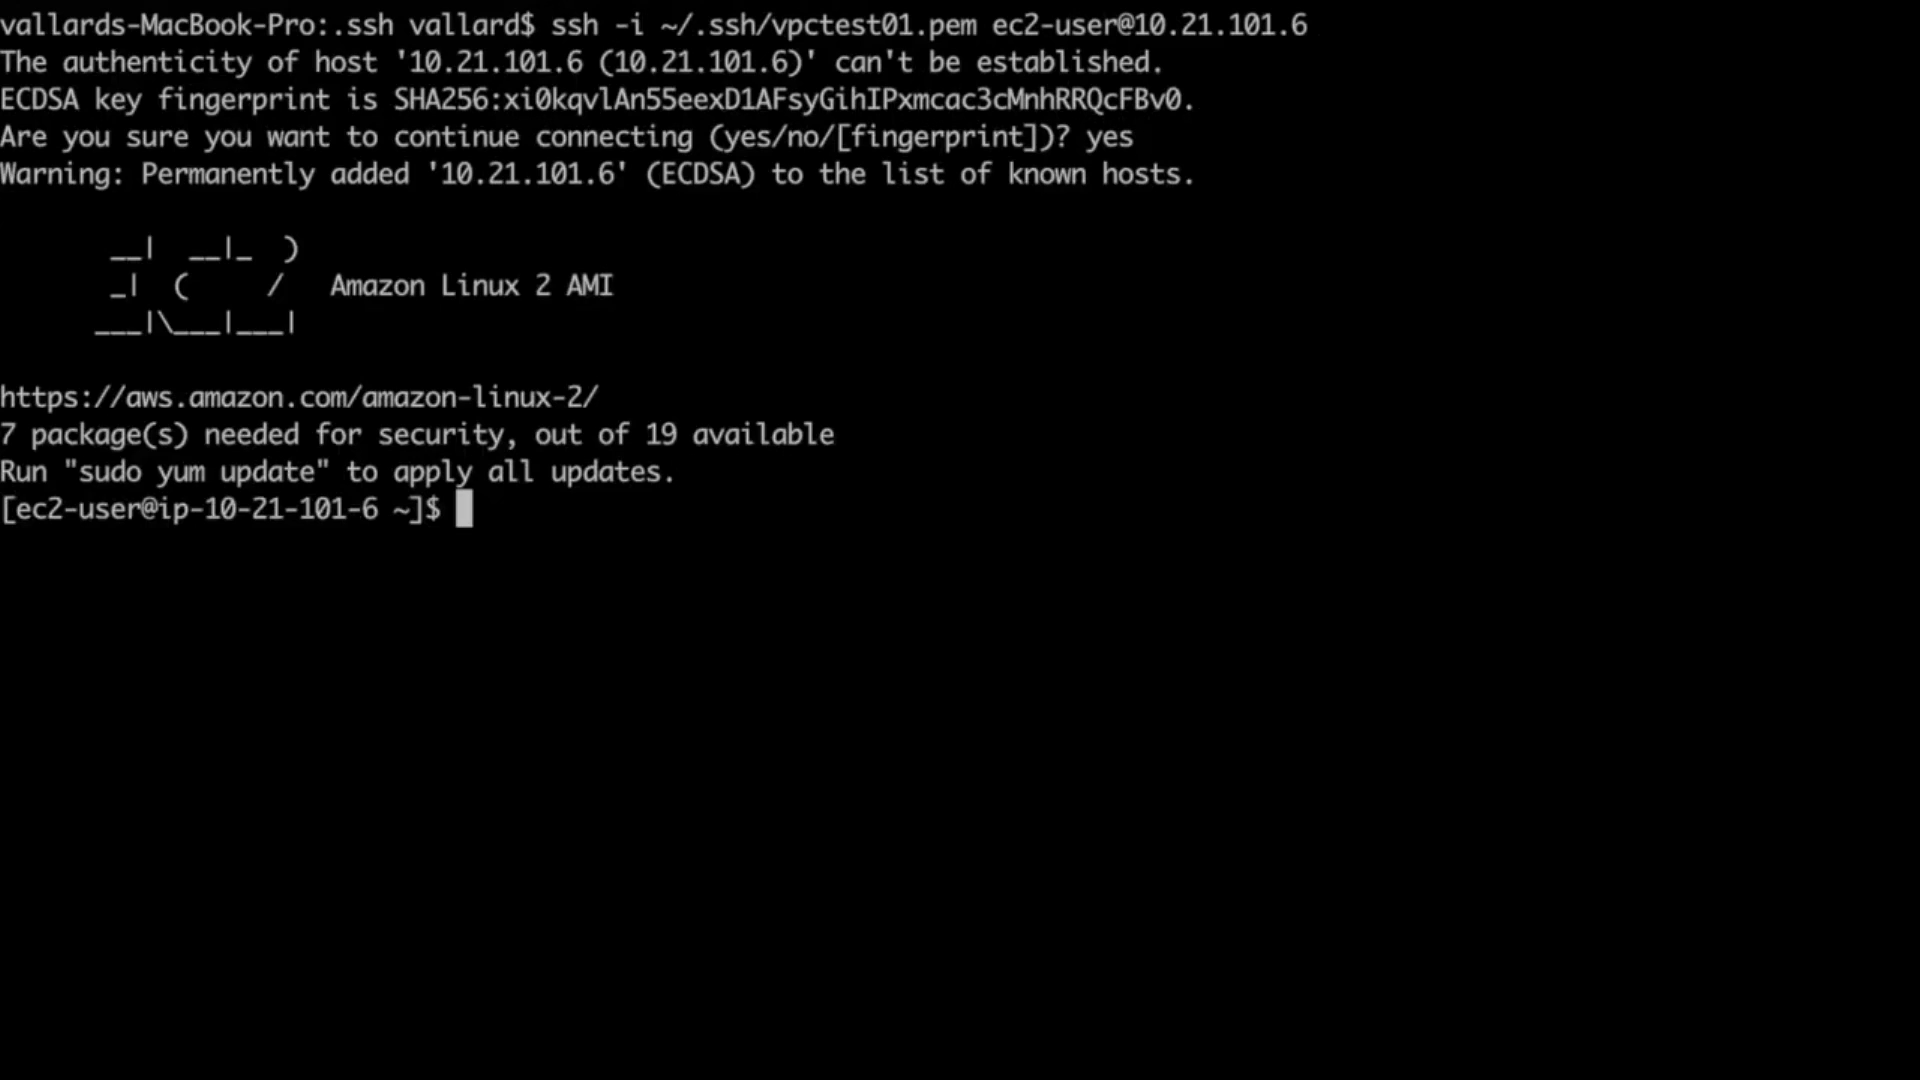 vallards-MacBook-Pro:.ssh vallard$ ssh -i ~/.ssh/vpctest01.pem ec2-user@10.21.101.6
The authenticity of host '10.21.101.6 (10.21.101.6)' can't be established.
ECDSA key fingerprint is SHA256:xi0kqvlAn55eexD1AFsyGihIPxmcac3cMnhRRQcFBv0.
Are you sure you want to continue connecting (yes/no/[fingerprint])? yes
Warning: Permanently added '10.21.101.6' (ECDSA) to the list of known hosts.

       __|  __|_  )
       _|  (     /   Amazon Linux 2 AMI
      ___|\___|___|

https://aws.amazon.com/amazon-linux-2/
7 package(s) needed for security, out of 19 available
Run "sudo yum update" to apply all updates.
[ec2-user@ip-10-21-101-6 ~]$